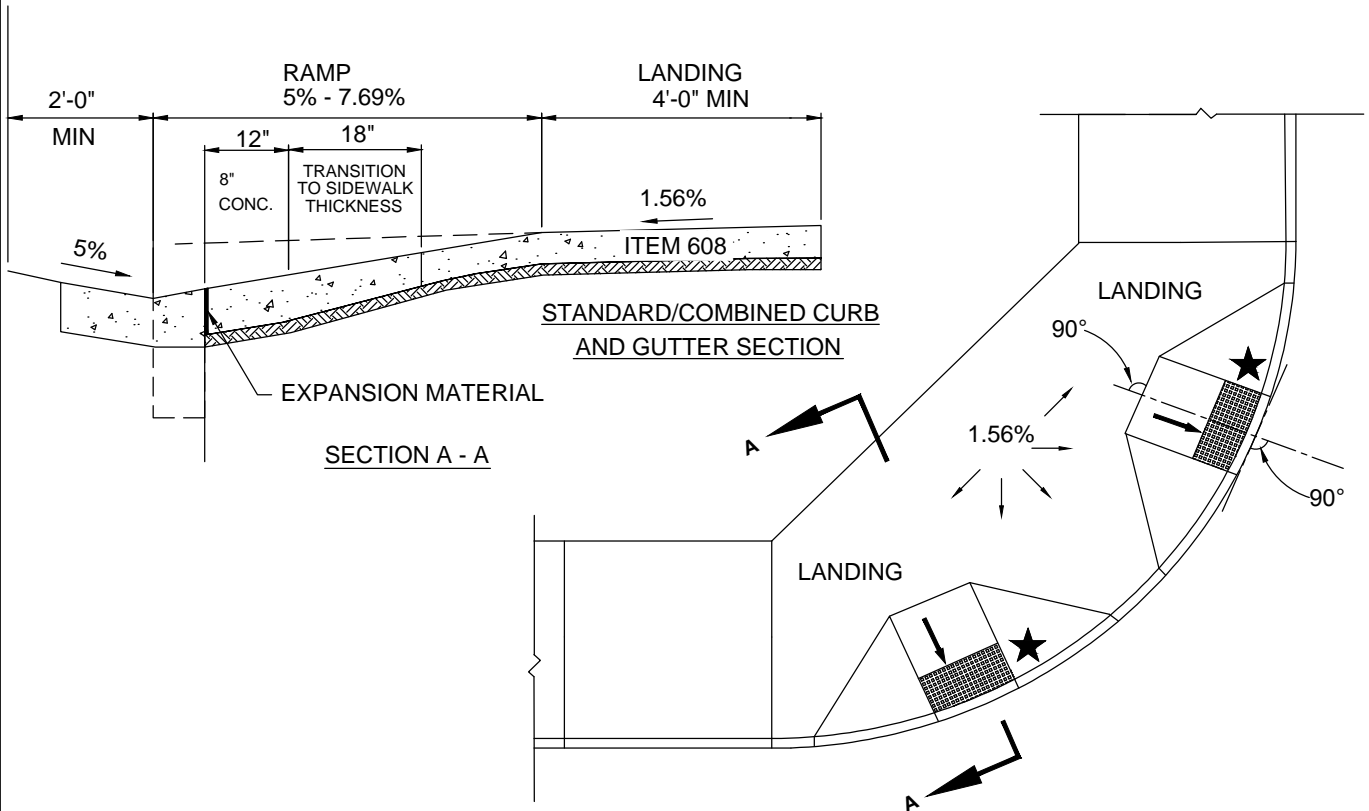 RAMP
5% - 7.69%
LANDING
4'-0" MIN
2'-0"
MIN
12"
18"
8"
CONC.
TRANSITION
TO SIDEWALK
THICKNESS
1.56%
5%
ITEM 608
STANDARD/COMBINED CURB
AND GUTTER SECTION
EXPANSION MATERIAL
SECTION A - A
LANDING
90°
1.56%
A
90°
LANDING
A